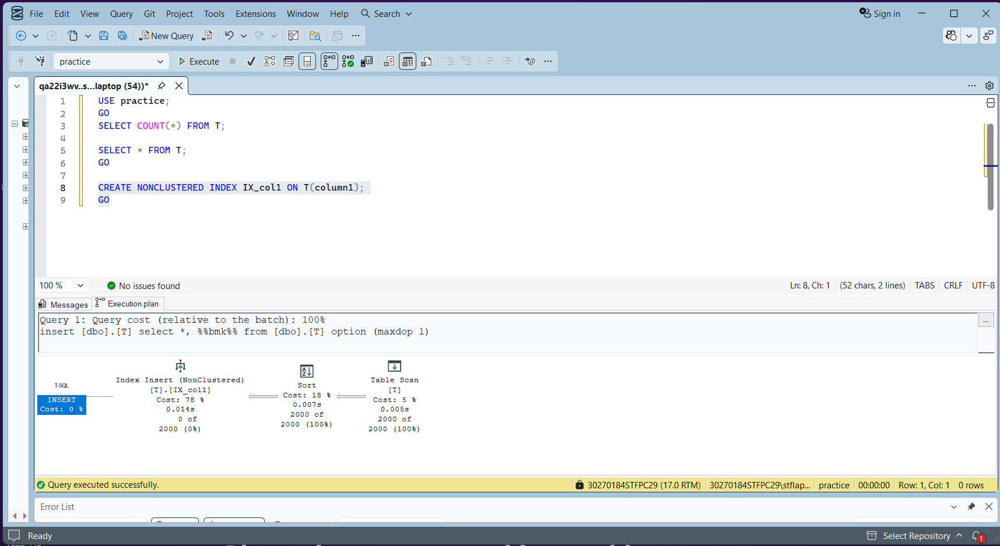 File Edit View Query Git Project Tools Extensions Window Help Search Sign in
New Query
practice Execute
qa22i3wv..s...laptop (54))*
1 USE practice;
2 GO
3 SELECT COUNT(*) FROM T;
4
5 SELECT * FROM T;
6 GO
7
8 CREATE NONCLUSTERED INDEX IX_col1 ON T(column1);
9 GO
100 % No issues found Ln: 8, Ch: 1 (52 chars, 2 lines) TABS CRLF UTF-8
Messages Execution plan
Query 1: Query cost (relative to the batch): 100%
insert [dbo].[T] select *, %%bmk%% from [dbo].[T] option (maxdop 1)
...
T-SQL
INSERT
Cost: 0 %
Index Insert (NonClustered)
[T].[IX_col1]
Cost: 78 %
0.014s
0 of
2000 (0%)
Sort
Cost: 18 %
0.007s
2000 of
2000 (100%)
Table Scan
[T]
Cost: 5 %
0.005s
2000 of
2000 (100%)
Query executed successfully. 30270184STFPC29 (17.0 RTM) 30270184STFPC29\stflap... practice 00:00:00 Row: 1, Col: 1 0 rows
Error List
Ready Select Repository 1